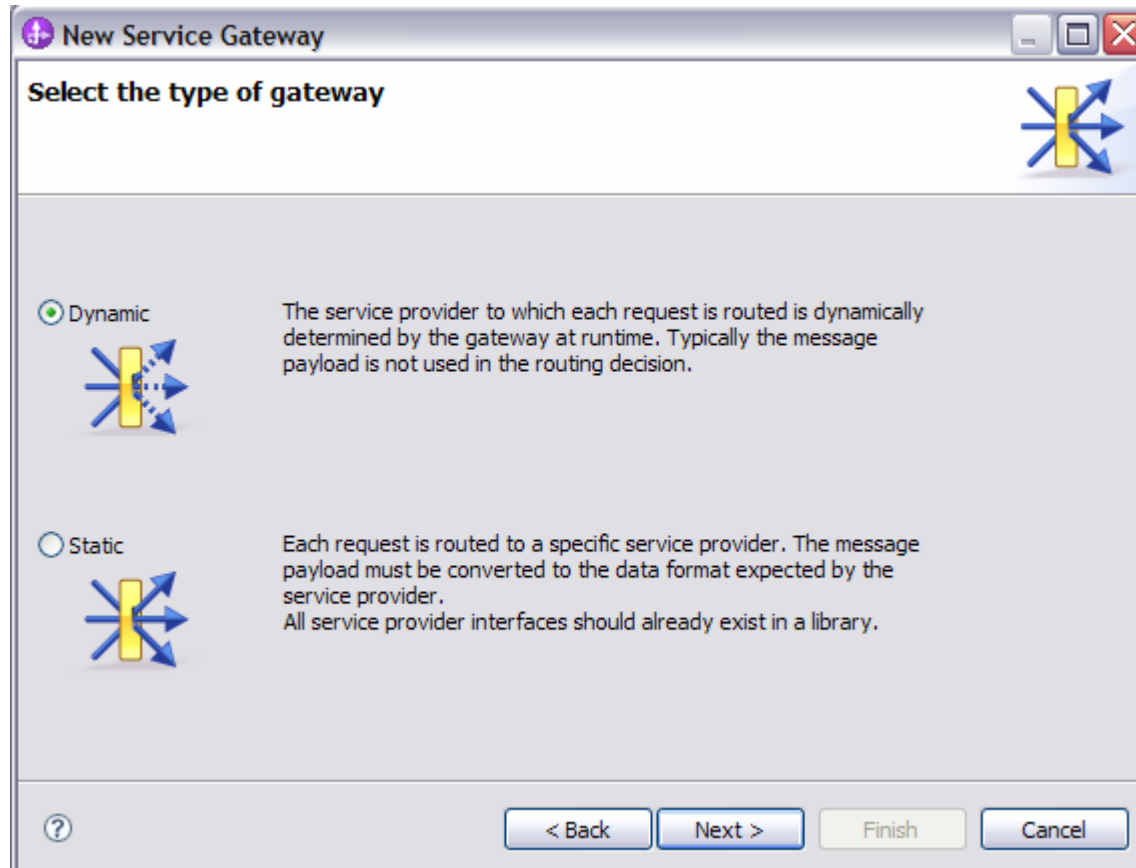 New Service Gateway
Select the type of gateway
Dynamic
The service provider to which each request is routed is dynamically
determined by the gateway at runtime. Typically the message
payload is not used in the routing decision.
Static
Each request is routed to a specific service provider. The message
payload must be converted to the data format expected by the
service provider.
All service provider interfaces should already exist in a library.
? < Back Next > Finish Cancel